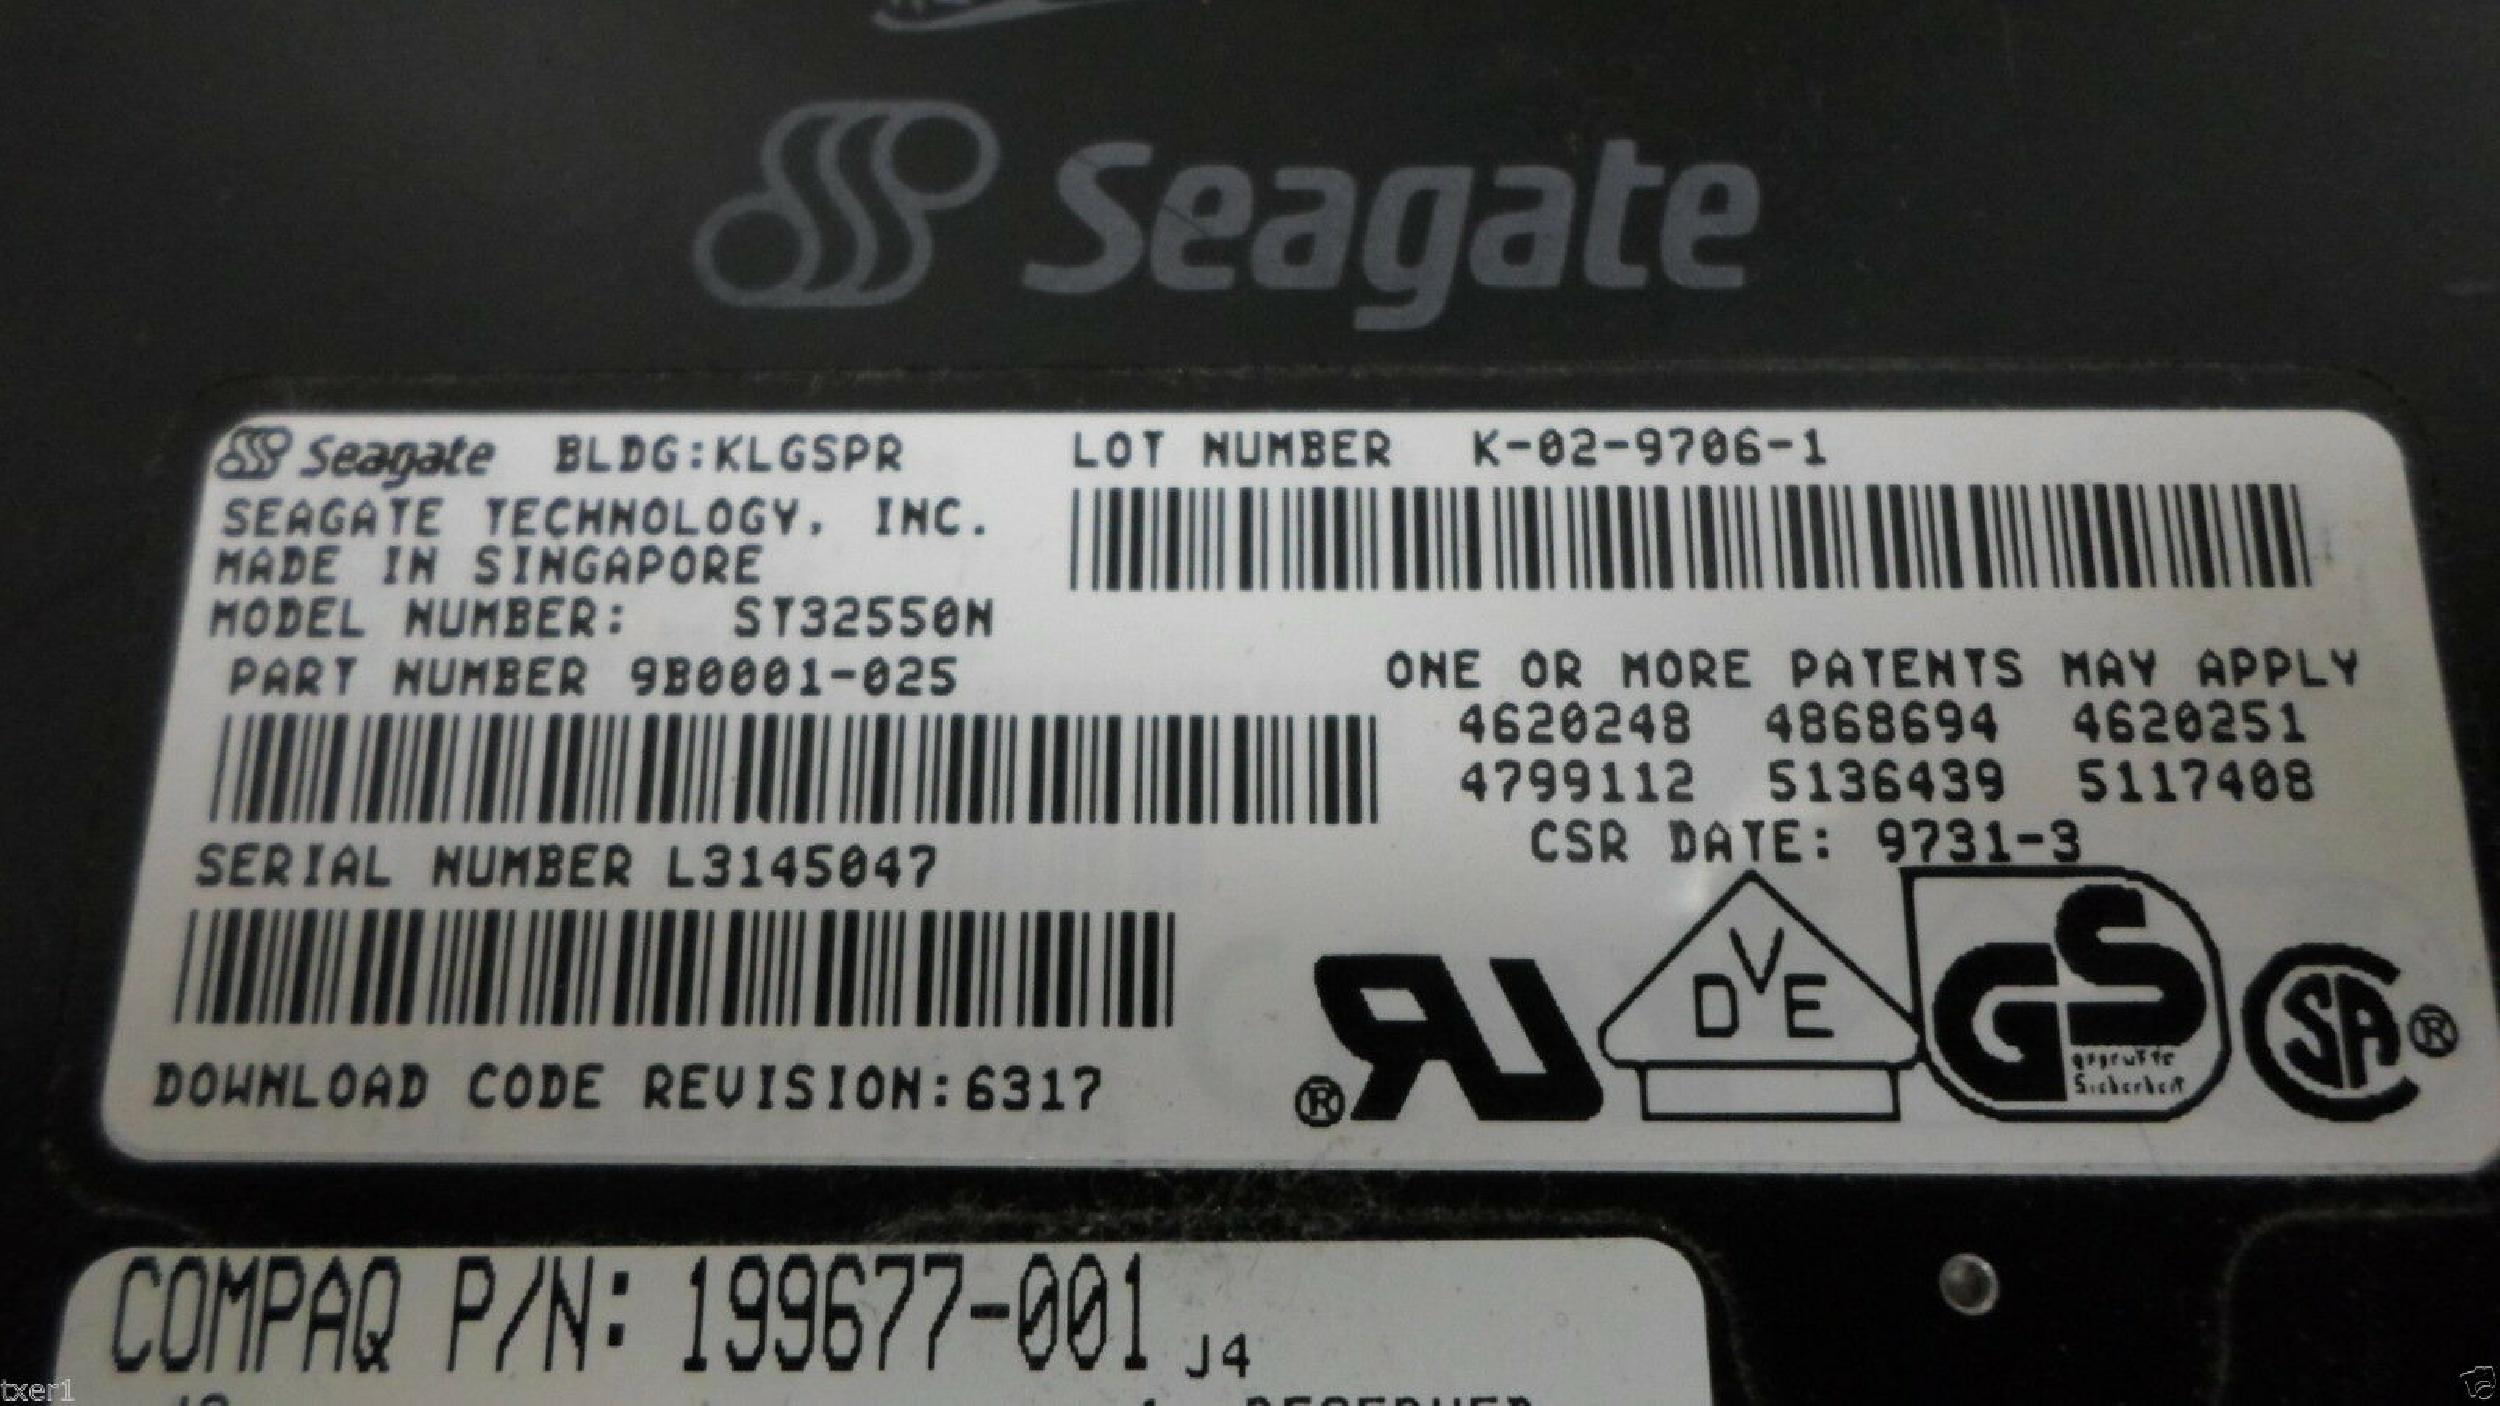 Seagate
Seagate BLDG:KLGSPR
SEAGATE TECHNOLOGY, INC.
MADE IN SINGAPORE
MODEL NUMBER: ST32550N
PART NUMBER 9B0001-025
SERIAL NUMBER L3145047
DOWNLOAD CODE REVISION:6317
LOT NUMBER K-02-9706-1
ONE OR MORE PATENTS MAY APPLY
4620248 4868694 4620251
4799112 5136439 5117408
CSR DATE: 9731-3
DVE
GS
geprüfte
Sicherheit
SA ®
®
COMPAQ P/N: 199677-001 J4
RESERVED
txer1